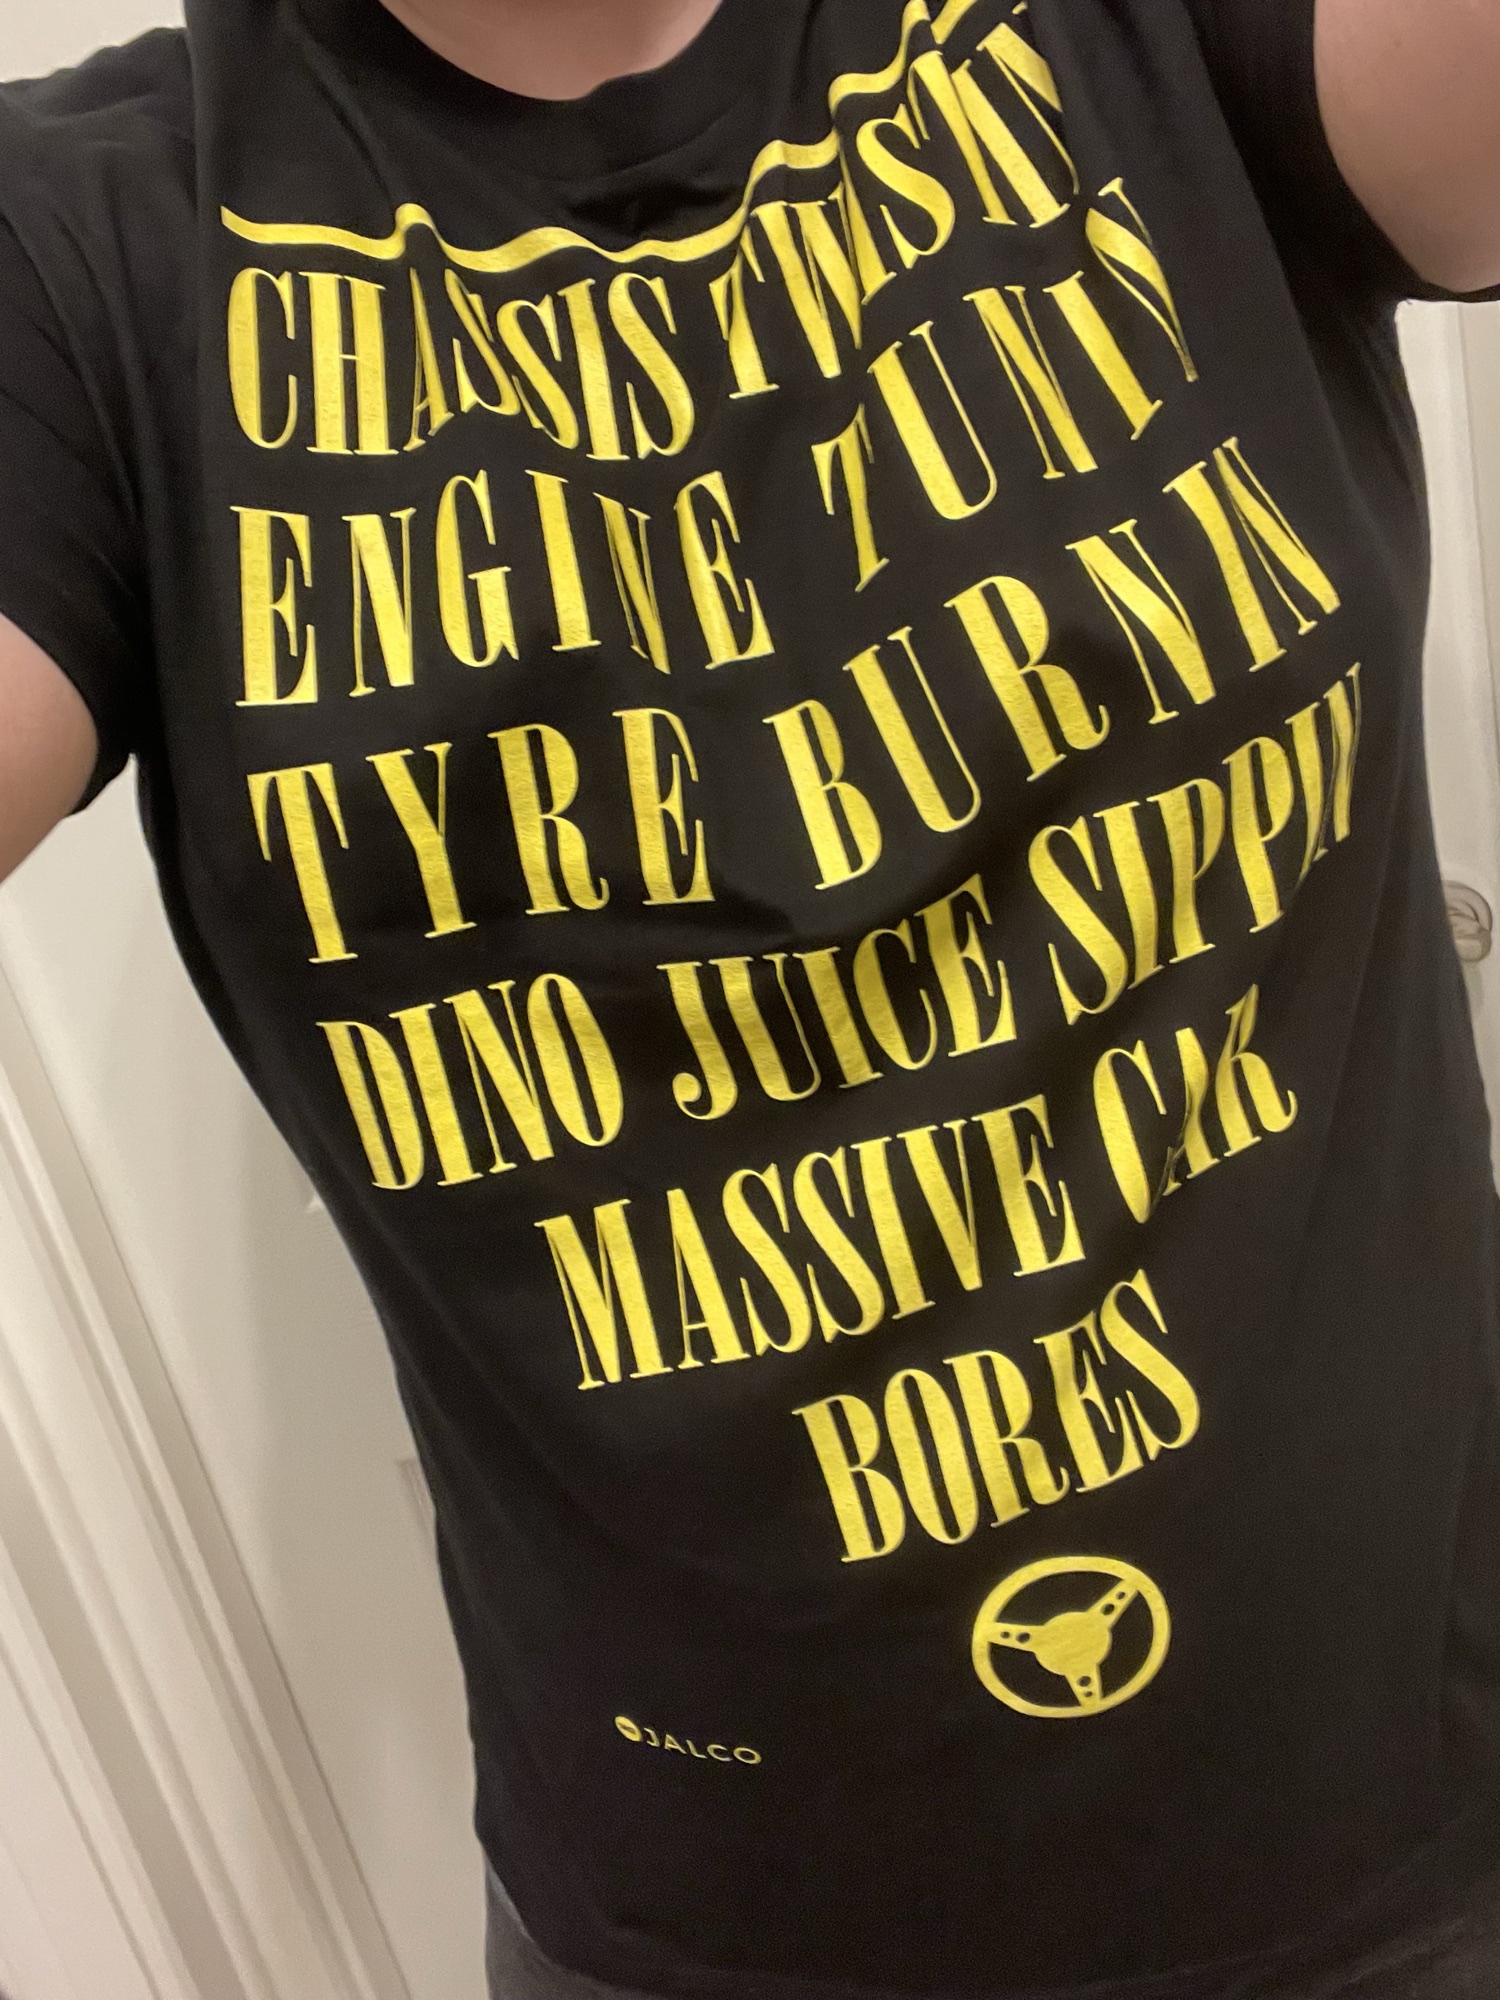 CHASSIS TWISTIN
ENGINE TUNIN
TYRE BURNIN
DINO JUICE SIPPIN
MASSIVE CAR
BORES
JALCO